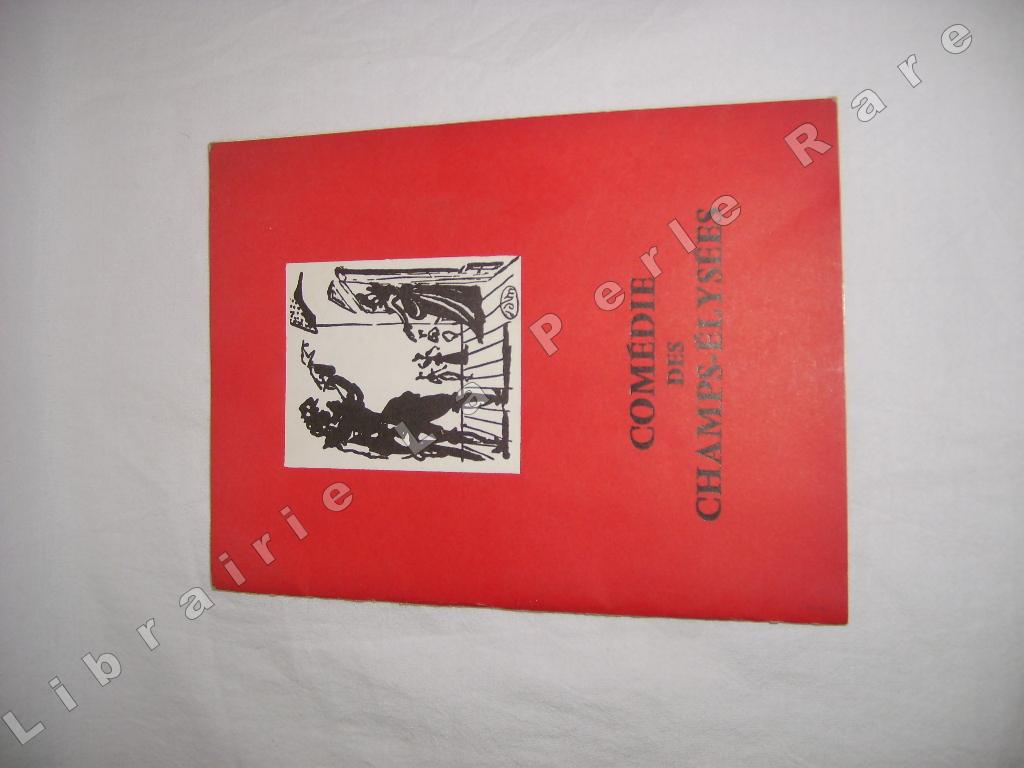 COMÉDIE
DES
CHAMPS-ÉLYSÉES
Librairie La Perle Rare